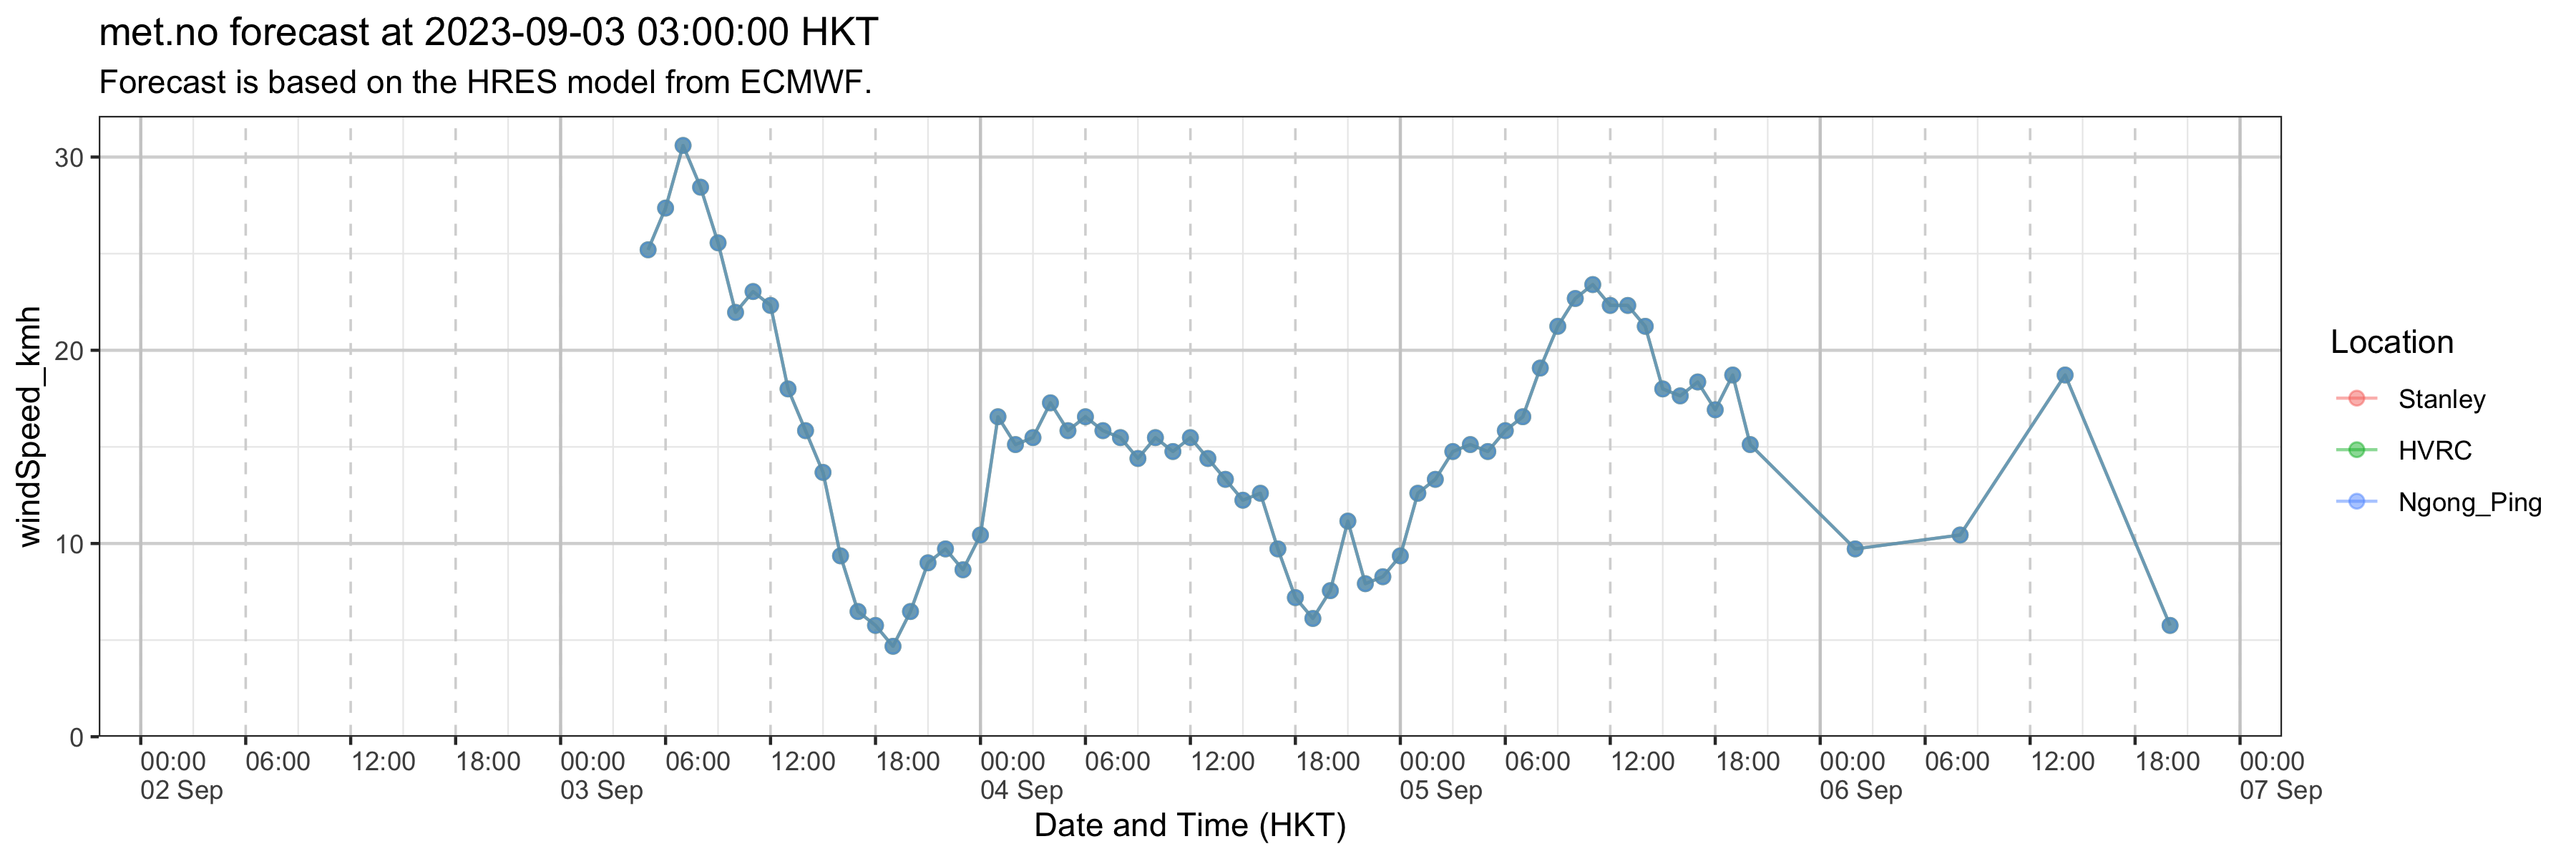 met.no forecast at 2023-09-03 03:00:00 HKT
Forecast is based on the HRES model from ECMWF.
windSpeed_kmh
30
20
10
0
00:00 06:00 12:00 18:00 00:00 06:00 12:00 18:00 00:00 06:00 12:00 18:00 00:00 06:00 12:00 18:00 00:00 06:00 12:00 18:00 00:00
02 Sep 03 Sep 04 Sep 05 Sep 06 Sep 07 Sep
Date and Time (HKT)
Location
Stanley
HVRC
Ngong_Ping